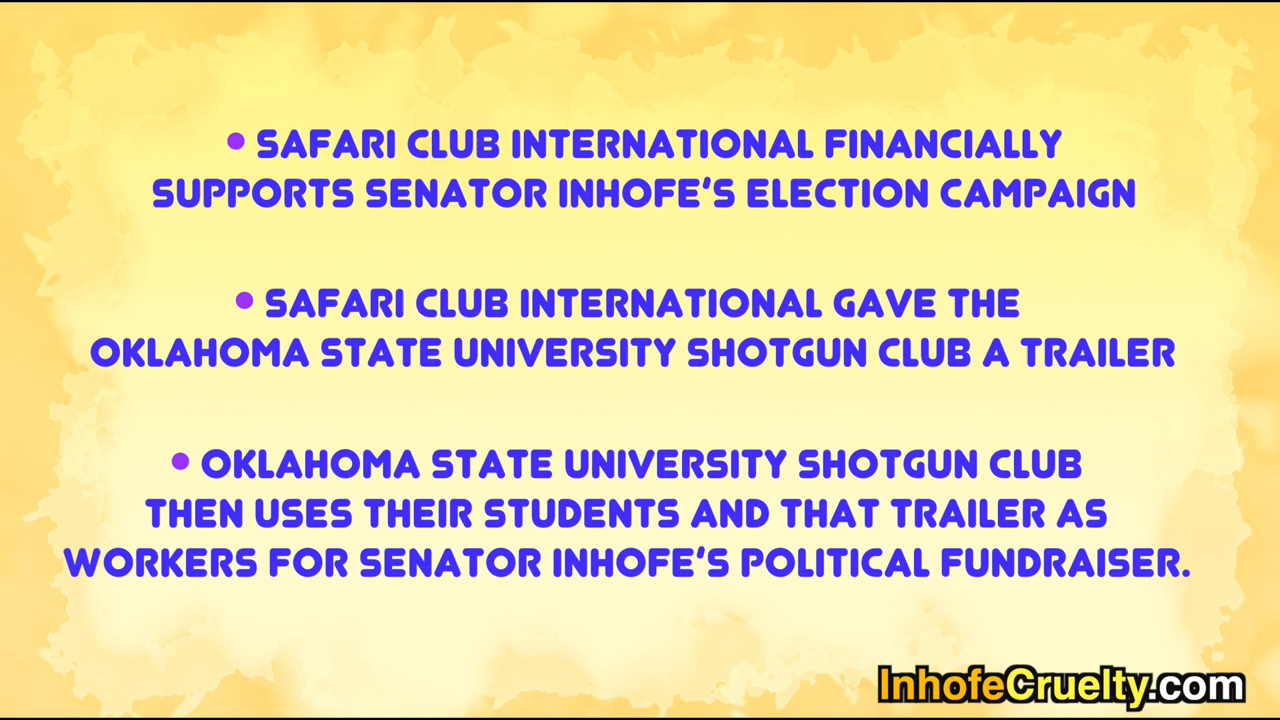 • SAFARI CLUB INTERNATIONAL FINANCIALLY
SUPPORTS SENATOR INHOFE'S ELECTION CAMPAIGN
• SAFARI CLUB INTERNATIONAL GAVE THE
OKLAHOMA STATE UNIVERSITY SHOTGUN CLUB A TRAILER
• OKLAHOMA STATE UNIVERSITY SHOTGUN CLUB
THEN USES THEIR STUDENTS AND THAT TRAILER AS
WORKERS FOR SENATOR INHOFE'S POLITICAL FUNDRAISER.
InhofeCruelty.com